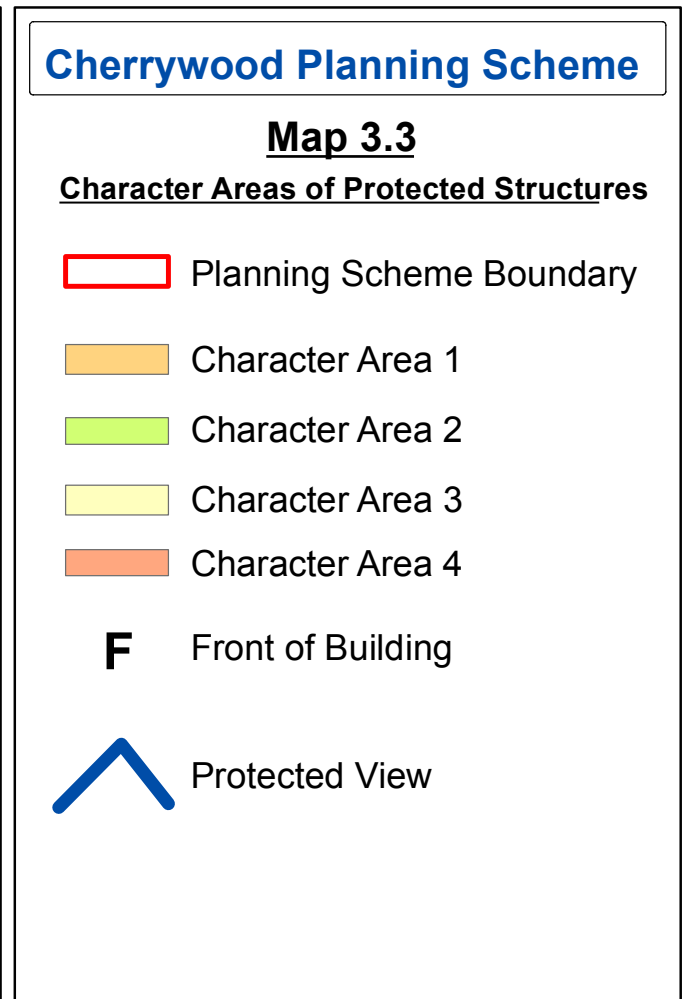 Cherrywood Planning Scheme
Map 3.3
Character Areas of Protected Structures
Planning Scheme Boundary
Character Area 1
Character Area 2
Character Area 3
Character Area 4
F Front of Building
Protected View